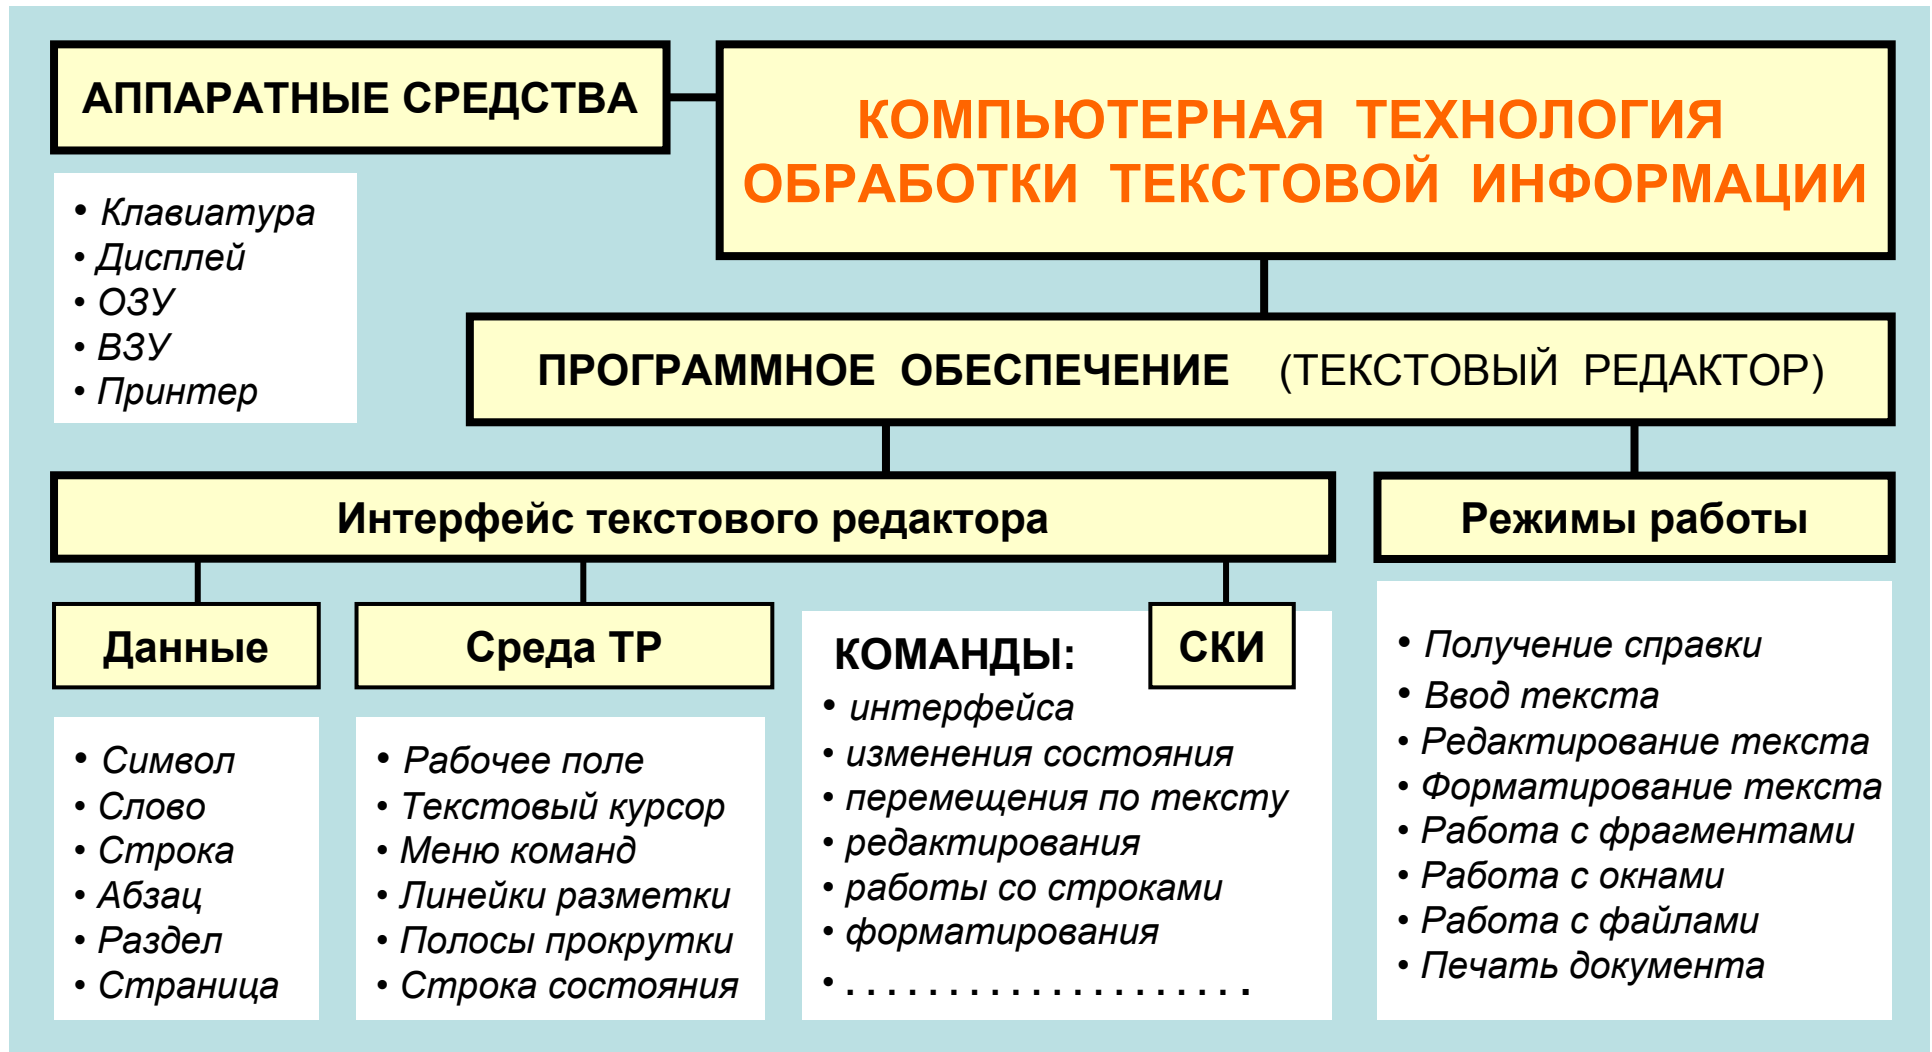 АППАРАТНЫЕ СРЕДСТВА
КОМПЬЮТЕРНАЯ ТЕХНОЛОГИЯ
ОБРАБОТКИ ТЕКСТОВОЙ ИНФОРМАЦИИ
• Клавиатура
• Дисплей
• ОЗУ
• ВЗУ
• Принтер
ПРОГРАММНОЕ ОБЕСПЕЧЕНИЕ (ТЕКСТОВЫЙ РЕДАКТОР)
Интерфейс текстового редактора
Режимы работы
Данные
• Символ
• Слово
• Строка
• Абзац
• Раздел
• Страница
Среда ТР
• Рабочее поле
• Текстовый курсор
• Меню команд
• Линейки разметки
• Полосы прокрутки
• Строка состояния
СКИ
КОМАНДЫ:
• интерфейса
• изменения состояния
• перемещения по тексту
• редактирования
• работы со строками
• форматирования
• . . . . . . . . . . . . . . . . . . . .
• Получение справки
• Ввод текста
• Редактирование текста
• Форматирование текста
• Работа с фрагментами
• Работа с окнами
• Работа с файлами
• Печать документа